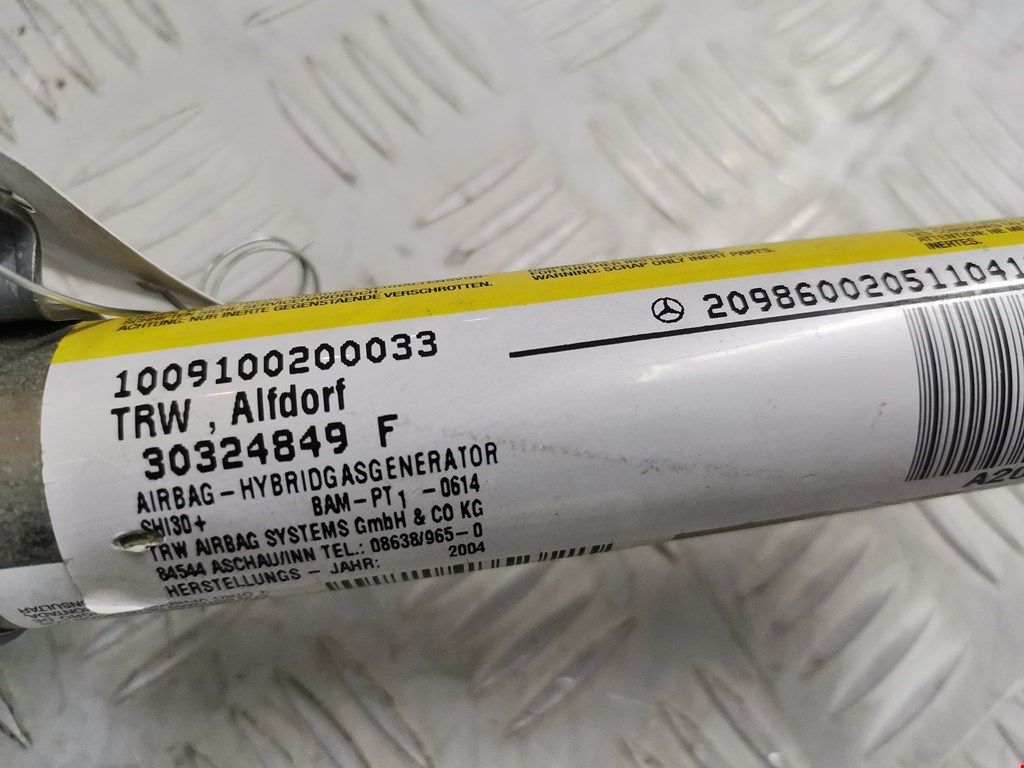 ACHTUNG: NUR INERTE GEGENSTAENDE VERSCHROTTEN.
WARNING: SCRAP ONLY INERT PARTS.
INERTES.
209860020511041
1009100200033
TRW , Alfdorf
30324849 F
AIRBAG-HYBRIDGASGENERATOR
SHI30+ BAM-PT1 -0614
TRW AIRBAG SYSTEMS GmbH & CO KG
84544 ASCHAU/INN TEL.: 08638/965-0
HERSTELLUNGS - JAHR: 2004